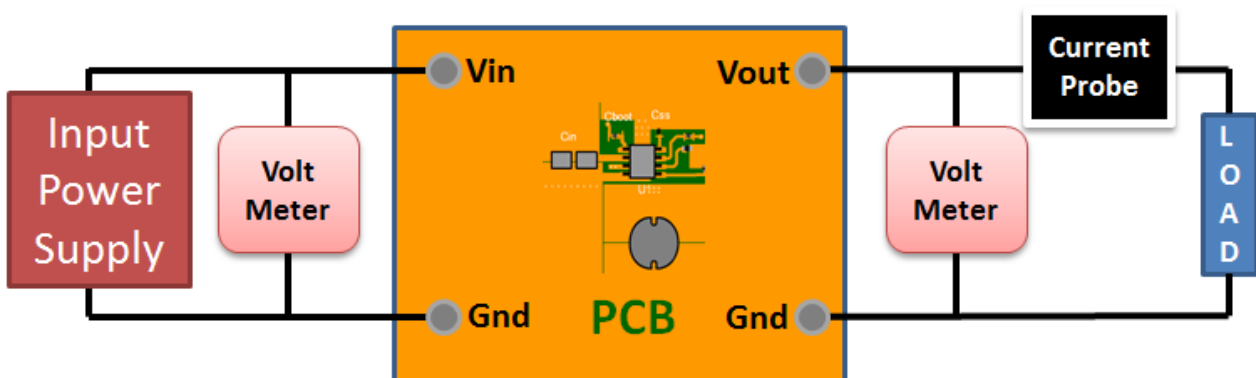 Input
Power
Supply
Volt
Meter
Vin
Gnd
Cin
Cboot
Css
U1::
PCB
Vout
Gnd
Volt
Meter
Current
Probe
L
O
A
D